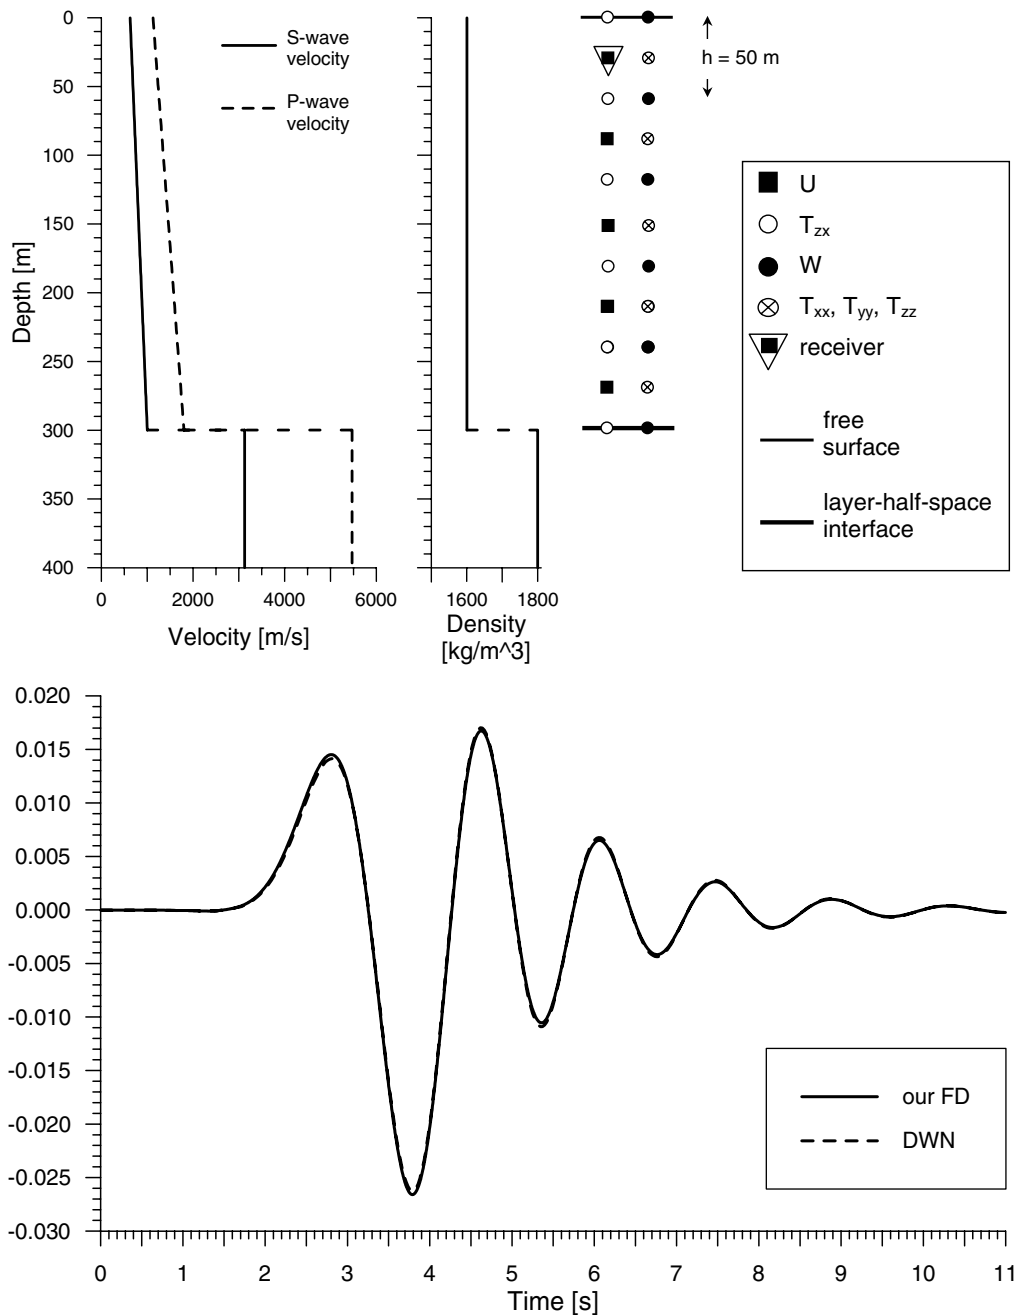 0
50
100
150
200
250
300
350
400
Depth [m]
S-wave
velocity
P-wave
velocity
0
2000
4000
6000
Velocity [m/s]
1600
1800
Density
[kg/m^3]
h = 50 m
U
Tzx
W
Txx, Tyy, Tzz
receiver
free
surface
layer-half-space
interface
0.020
0.015
0.010
0.005
0.000
-0.005
-0.010
-0.015
-0.020
-0.025
-0.030
our FD
DWN
0
1
2
3
4
5
6
7
8
9
10
11
Time [s]